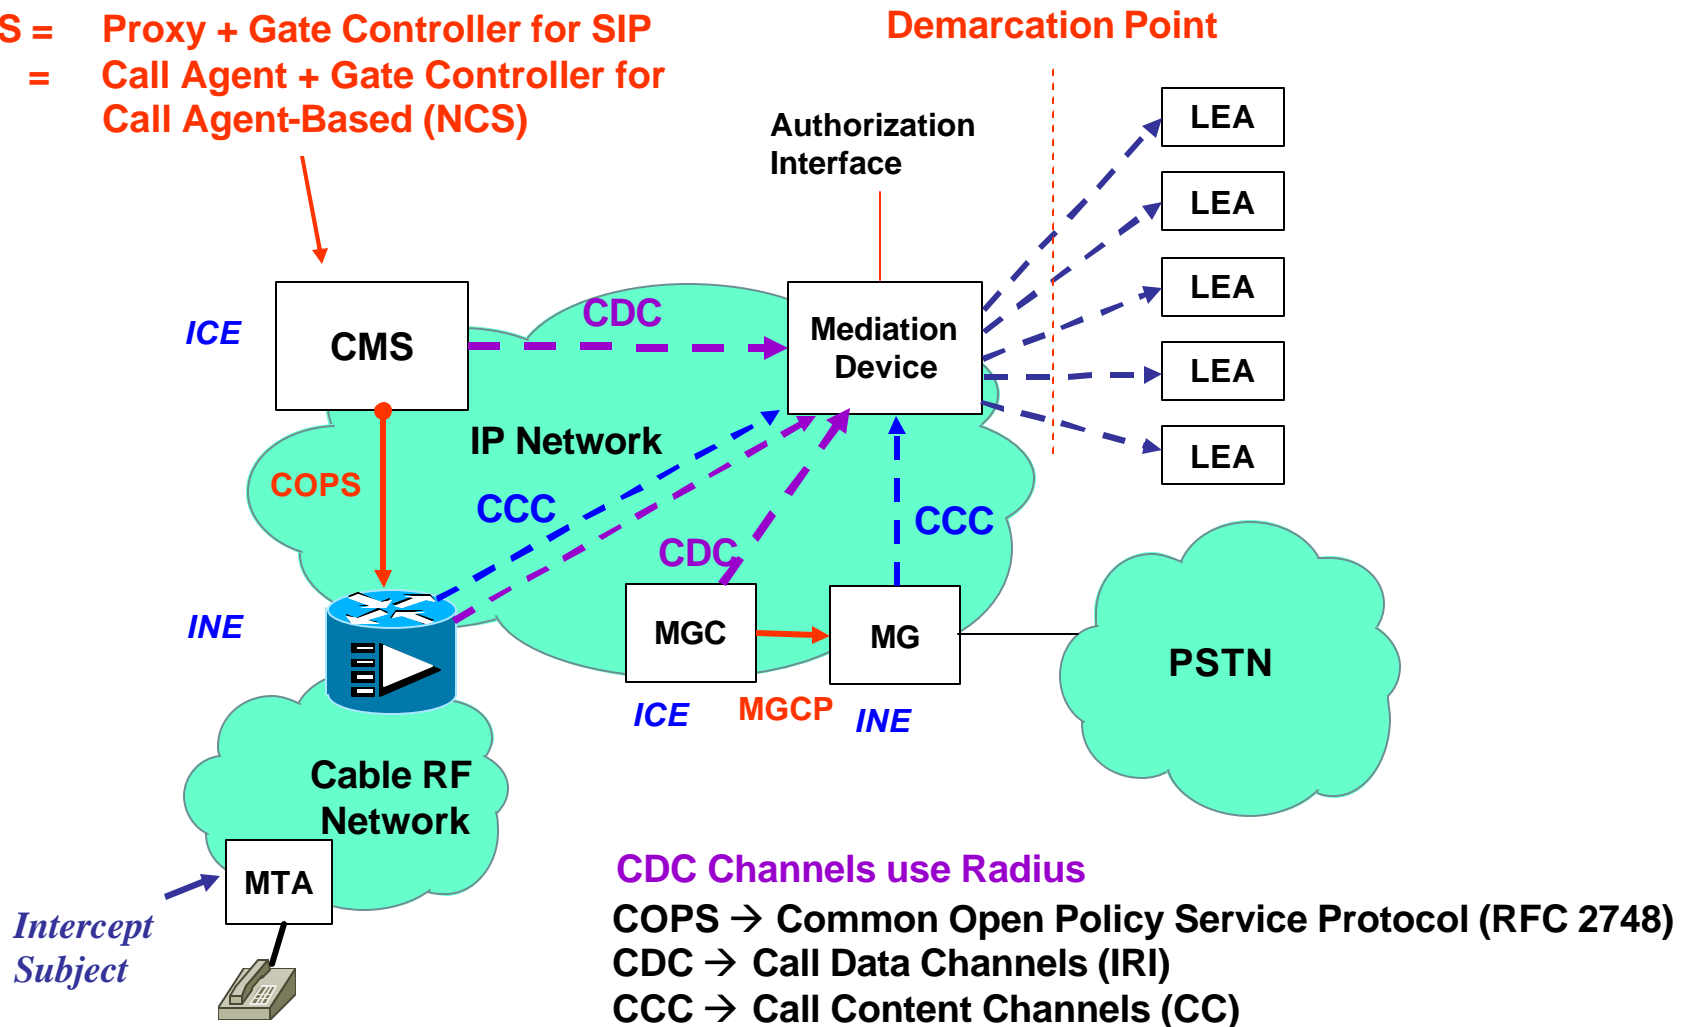 S = Proxy + Gate Controller for SIP
= Call Agent + Gate Controller for
Call Agent-Based (NCS)
Demarcation Point
Authorization
Interface
LEA
LEA
LEA
LEA
LEA
ICE
CMS
CDC
Mediation
Device
IP Network
COPS
CCC
CDC
CCC
INE
MGC
MG
PSTN
ICE
MGCP
INE
Cable RF
Network
MTA
Intercept
Subject
CDC Channels use Radius
COPS → Common Open Policy Service Protocol (RFC 2748)
CDC → Call Data Channels (IRI)
CCC → Call Content Channels (CC)